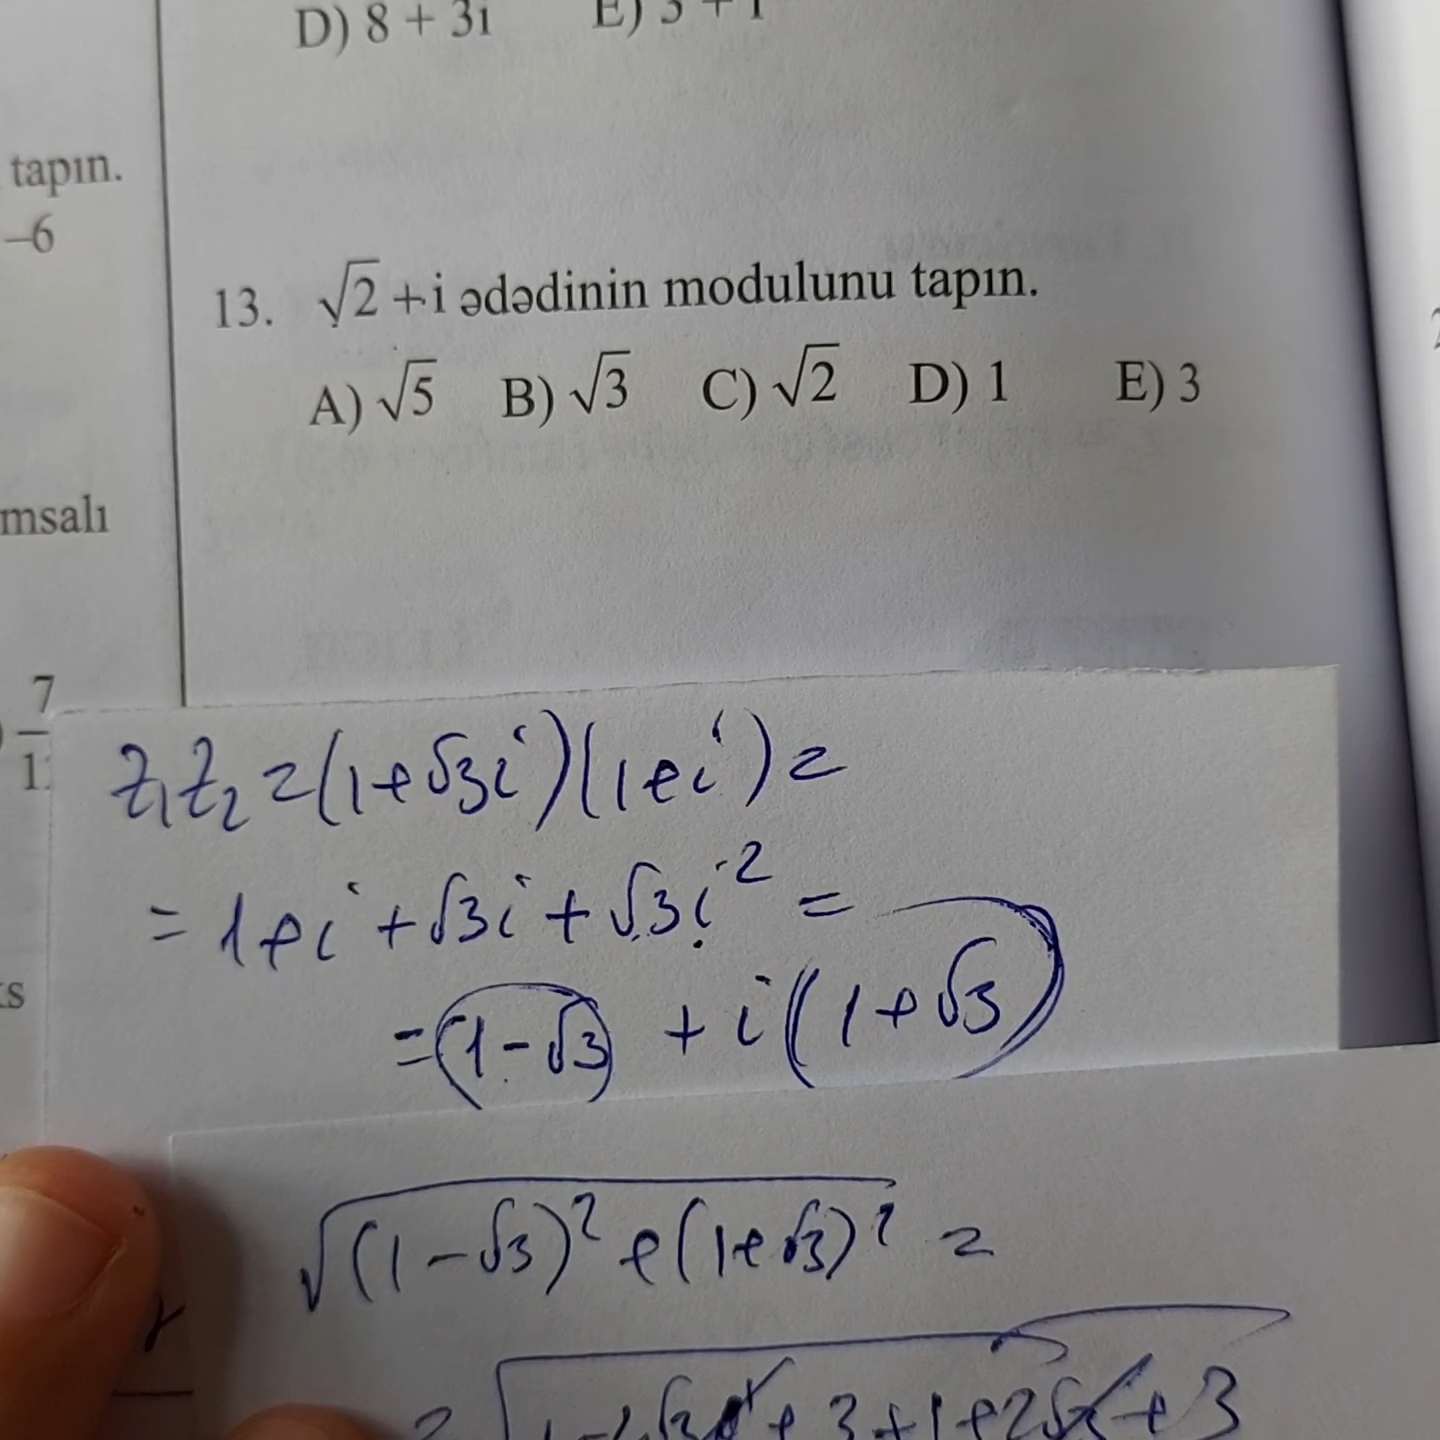 D) 8 + 3i
tapın.
–6
msalı
7
13. √2 + i ədədinin modulunu tapın.
A) √5 B) √3 C) √2 D) 1 E) 3
z₁z₂ = (1+√3i)(1+i) =
= 1+i+√3i+√3i² =
= (1-√3) + i(1+√3)
√(1-√3)²+(1+√3)² =